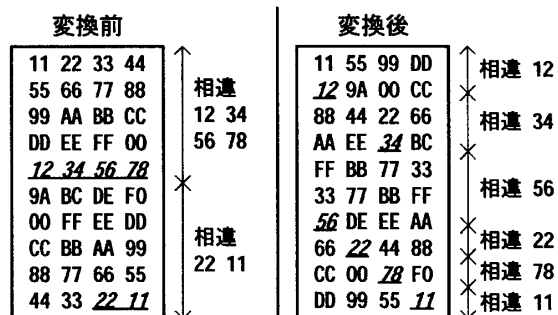 変換前
11 22 33 44
55 66 77 88
99 AA BB CC
DD EE FF 00
12 34 56 78
9A BC DE F0
00 FF EE DD
CC BB AA 99
88 77 66 55
44 33 22 11
相違
12 34
56 78
相違
22 11
変換後
11 55 99 DD
12 9A 00 CC
88 44 22 66
AA EE 34 BC
FF BB 77 33
33 77 BB FF
56 DE EE AA
66 22 44 88
CC 00 78 F0
DD 99 55 11
相違 12
相違 34
相違 56
相違 22
相違 78
相違 11